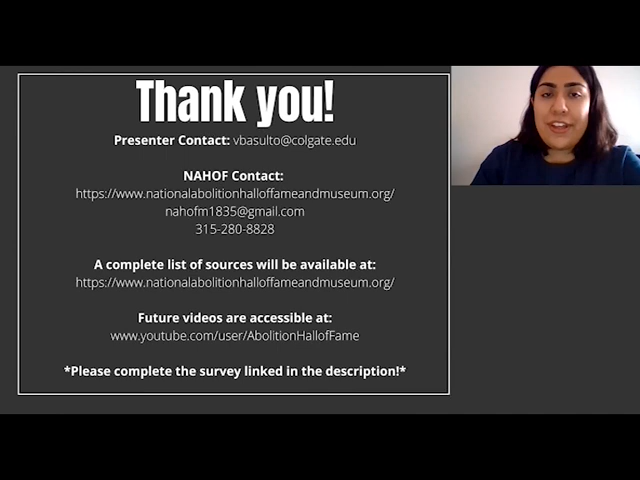 Thank you!
Presenter Contact: vbasulto@colgate.edu
NAHOF Contact:
https://www.nationalabolitionhalloffameandmuseum.org/
nahofm1835@gmail.com
315-280-8828
A complete list of sources will be available at:
https://www.nationalabolitionhalloffameandmuseum.org/
Future videos are accessible at:
www.youtube.com/user/AbolitionHallofFame
*Please complete the survey linked in the description!*